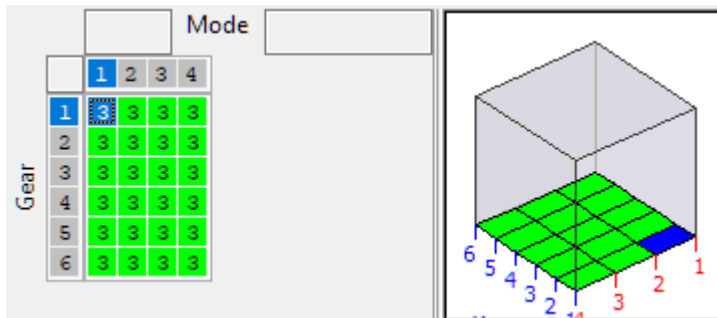 Mode
1 2 3 4
Gear
1 3 3 3 3
2 3 3 3 3
3 3 3 3 3
4 3 3 3 3
5 3 3 3 3
6 3 3 3 3
6 5 4 3 2
3 2 1